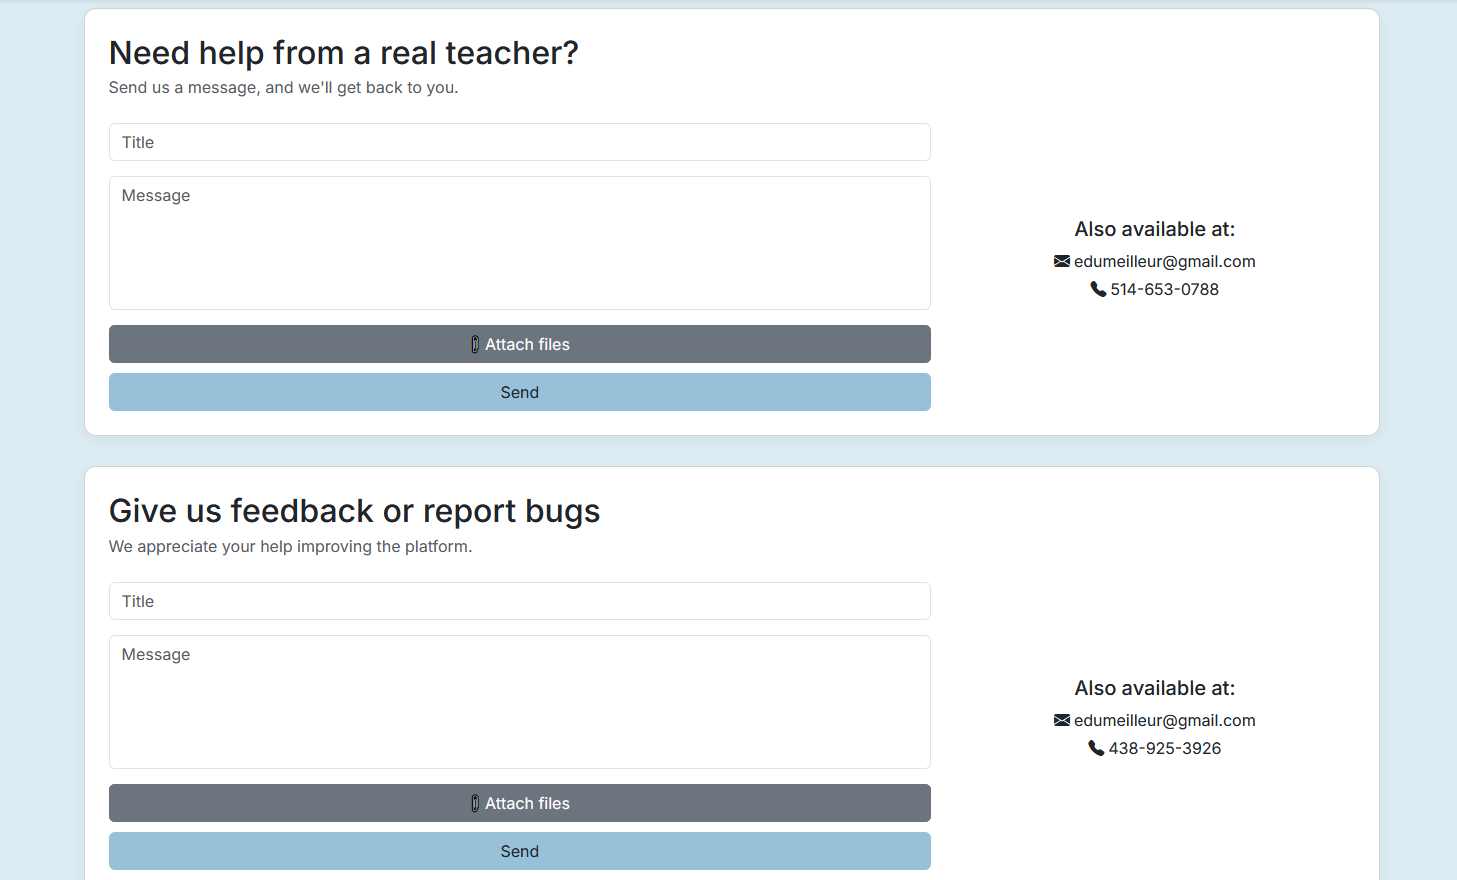 Need help from a real teacher?
Send us a message, and we'll get back to you.
Title
Message
Attach files
Send
Also available at:
edumeilleur@gmail.com
514-653-0788
Give us feedback or report bugs
We appreciate your help improving the platform.
Title
Message
Attach files
Send
Also available at:
edumeilleur@gmail.com
438-925-3926